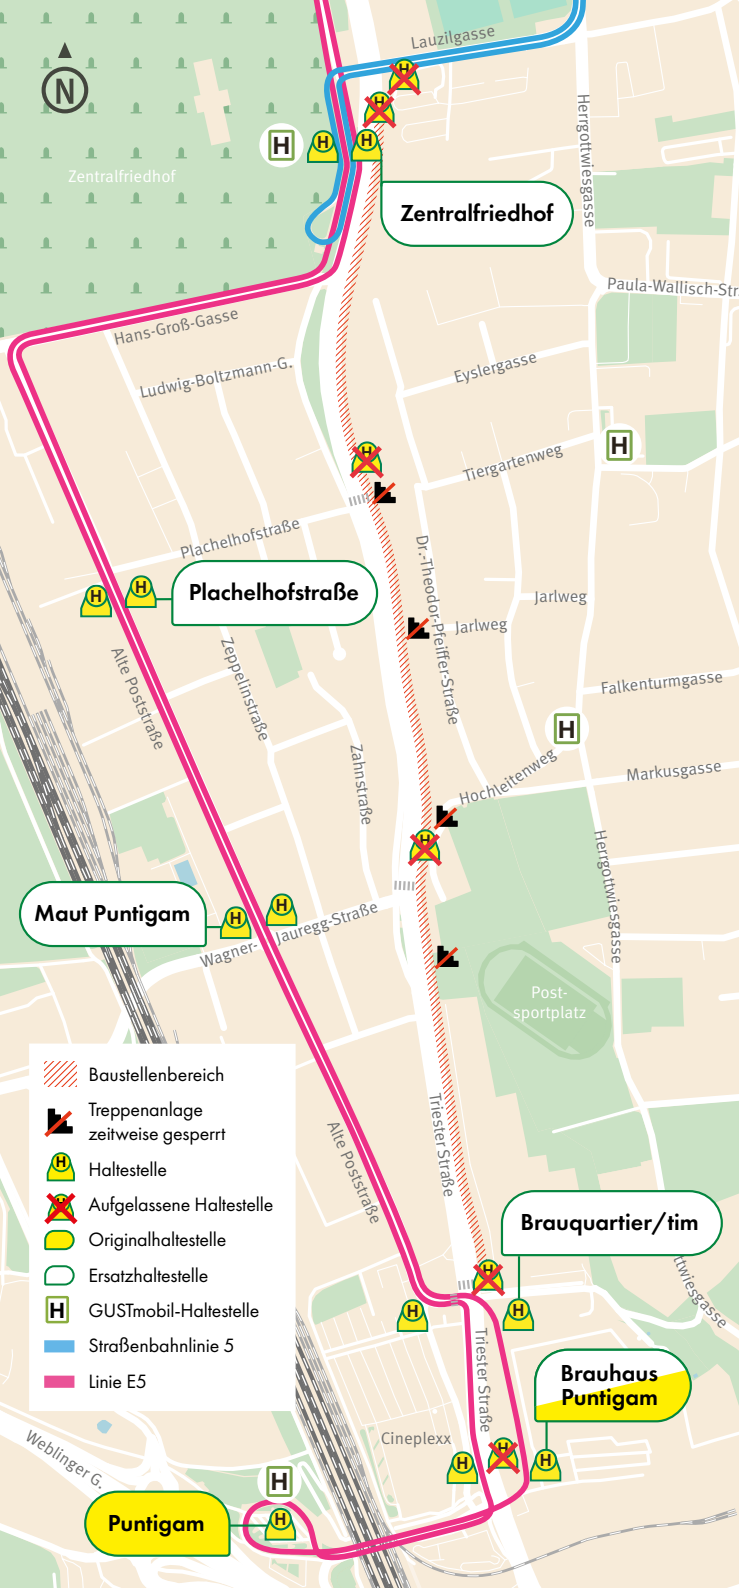 Lauzilgasse
H
H
N
Herrgottwiesgasse
H
H
H
Zentralfriedhof
Zentralfriedhof
Paula-Wallisch-Str.
Hans-Groß-Gasse
Ludwig-Boltzmann-G.
Eyslergasse
H
H
Tiergartenweg
Plachelhofstraße
Dr.-Theodor-Pfeiffer-Straße
Plachelhofstraße
H
H
Jarlweg
Jarlweg
Alte Poststraße
Zeppelinstraße
Falkenturmgasse
H
Zahnstraße
Hochleitenweg
Markusgasse
H
Herrgottwiesgasse
Maut Puntigam
H
H
Wagner-Jauregg-Straße
Post-
sportplatz
Baustellenbereich
Treppenanlage
zeitweise gesperrt
H
Haltestelle
H
Aufgelassene Haltestelle
Originalhaltestelle
Ersatzhaltestelle
H
GUSTmobil-Haltestelle
Straßenbahnlinie 5
Linie E5
Triester Straße
Alte Poststraße
Brauquartier/tim
ttwiesgasse
H
H
H
Triester Straße
Brauhaus
Puntigam
Cineplexx
H
H
H
Weblinger G.
H
Puntigam
H